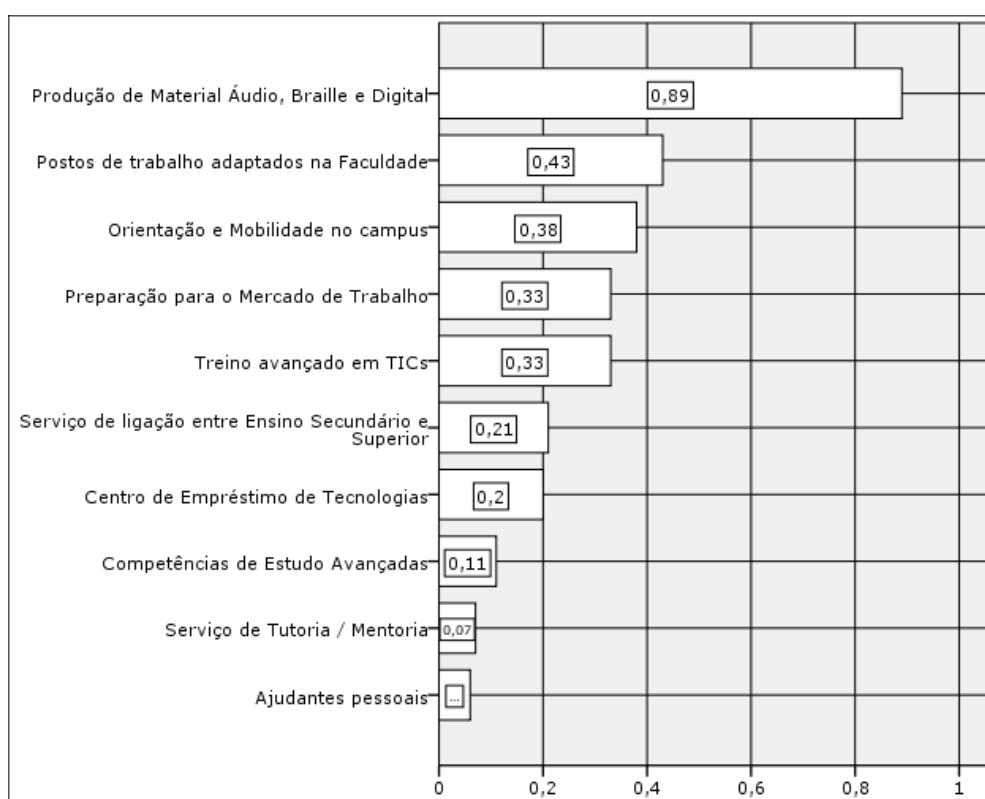 Produção de Material Áudio, Braille e Digital
0,89
Postos de trabalho adaptados na Faculdade
0,43
Orientação e Mobilidade no campus
0,38
Preparação para o Mercado de Trabalho
0,33
Treino avançado em TICs
0,33
Serviço de ligação entre Ensino Secundário e
Superior
0,21
Centro de Empréstimo de Tecnologias
0,2
Competências de Estudo Avançadas
0,11
Serviço de Tutoria / Mentoria
0,07
Ajudantes pessoais
...
0 0,2 0,4 0,6 0,8 1